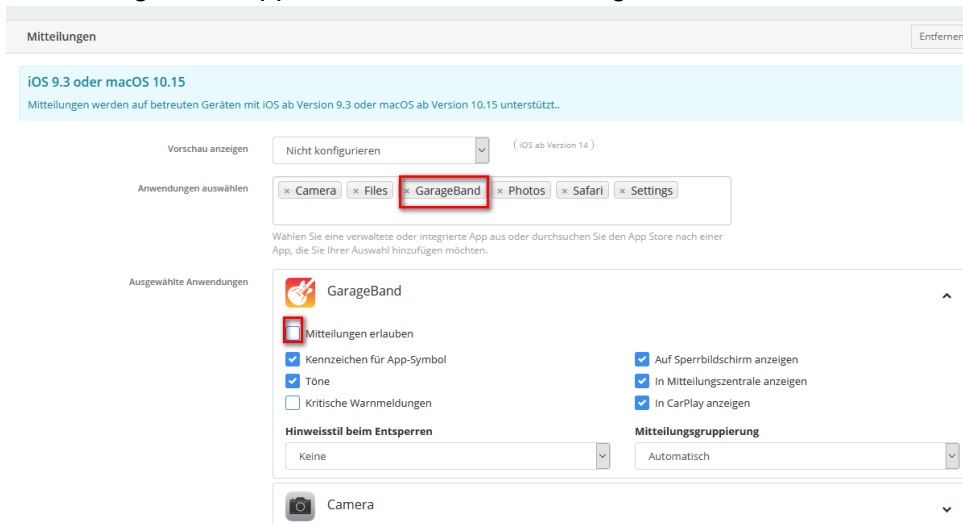 Mitteilungen
Entfernen
iOS 9.3 oder macOS 10.15
Mitteilungen werden auf betreuten Geräten mit iOS ab Version 9.3 oder macOS ab Version 10.15 unterstützt..
Vorschau anzeigen
Nicht konfigurieren
( iOS ab Version 14 )
Anwendungen auswählen
× Camera × Files × GarageBand × Photos × Safari × Settings
Wählen Sie eine verwaltete oder integrierte App aus oder durchsuchen Sie den App Store nach einer
App, die Sie Ihrer Auswahl hinzufügen möchten.
Ausgewählte Anwendungen
GarageBand
Mitteilungen erlauben
Kennzeichen für App-Symbol
Auf Sperrbildschirm anzeigen
Töne
In Mitteilungszentrale anzeigen
Kritische Warnmeldungen
In CarPlay anzeigen
Hinweisstil beim Entsperren
Mitteilungsgruppierung
Keine
Automatisch
Camera